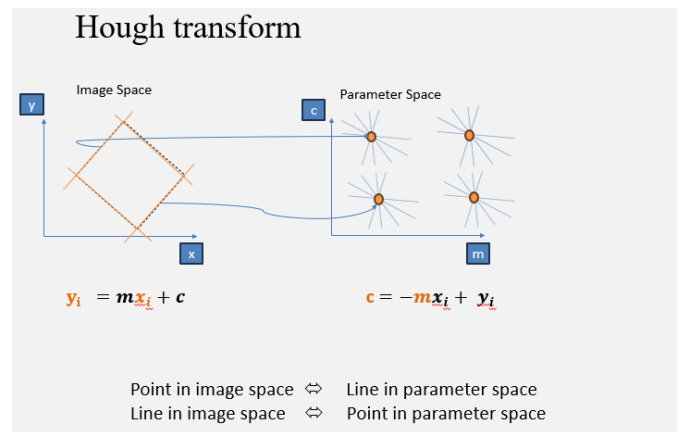 Hough transform
Image Space
Parameter Space
y
c
x
m
yᵢ = mxᵢ + c
c = −mxᵢ + yᵢ
Point in image space ⇔ Line in parameter space
Line in image space ⇔ Point in parameter space